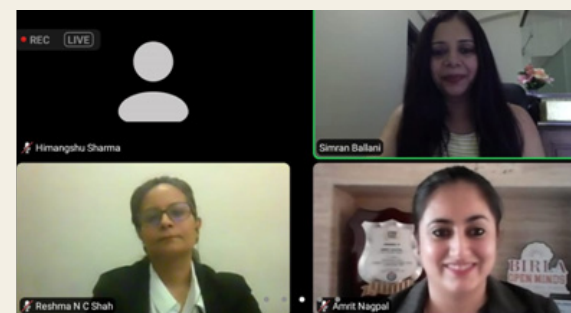 REC LIVE
Himangshu Sharma
Simran Ballani
BIRLA
OPEN MINDS
Reshma N C Shah
Amrit Nagpal